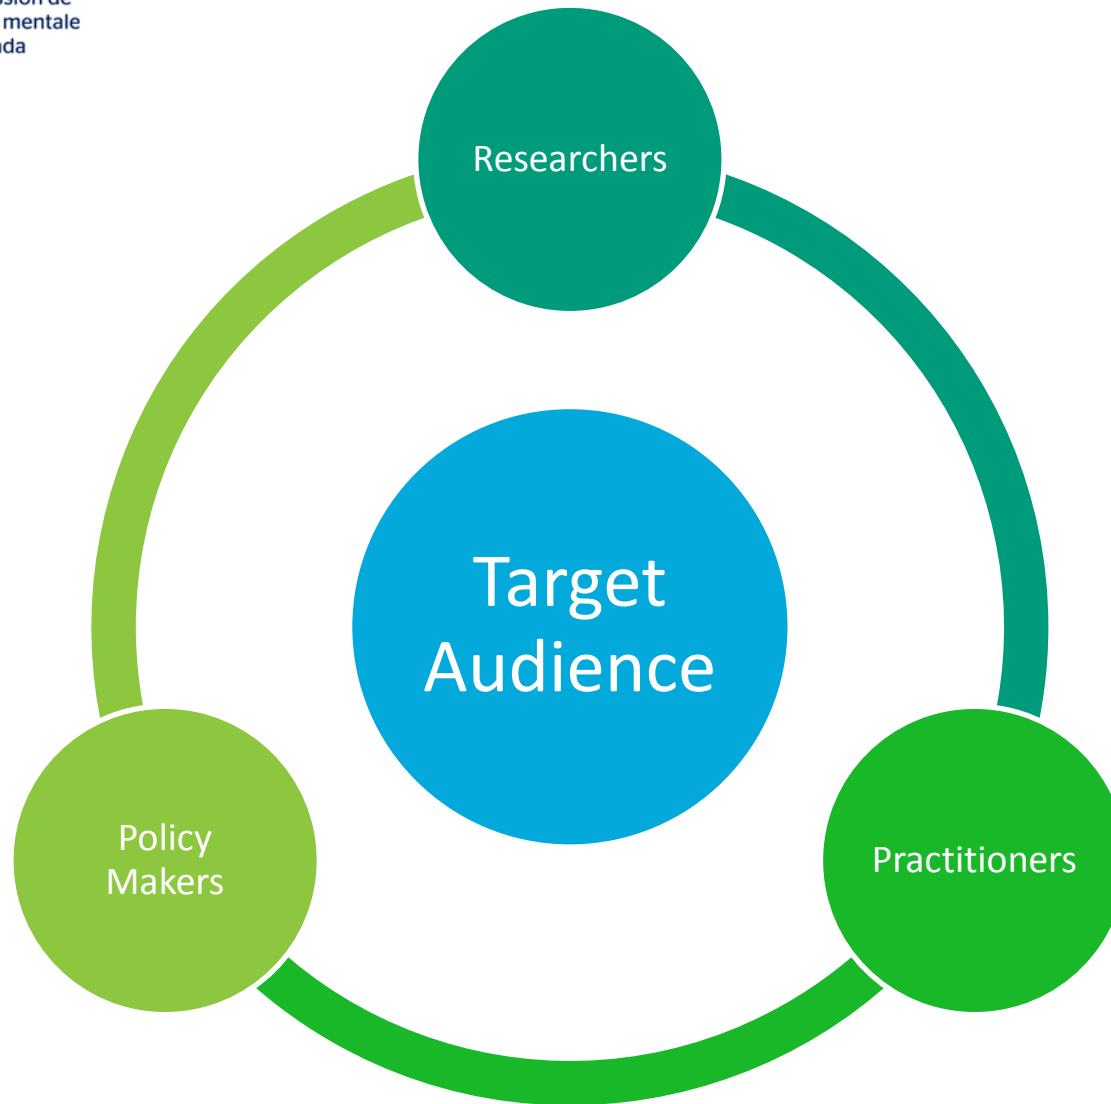 mentale
Researchers
Target
Audience
Policy
Makers
Practitioners